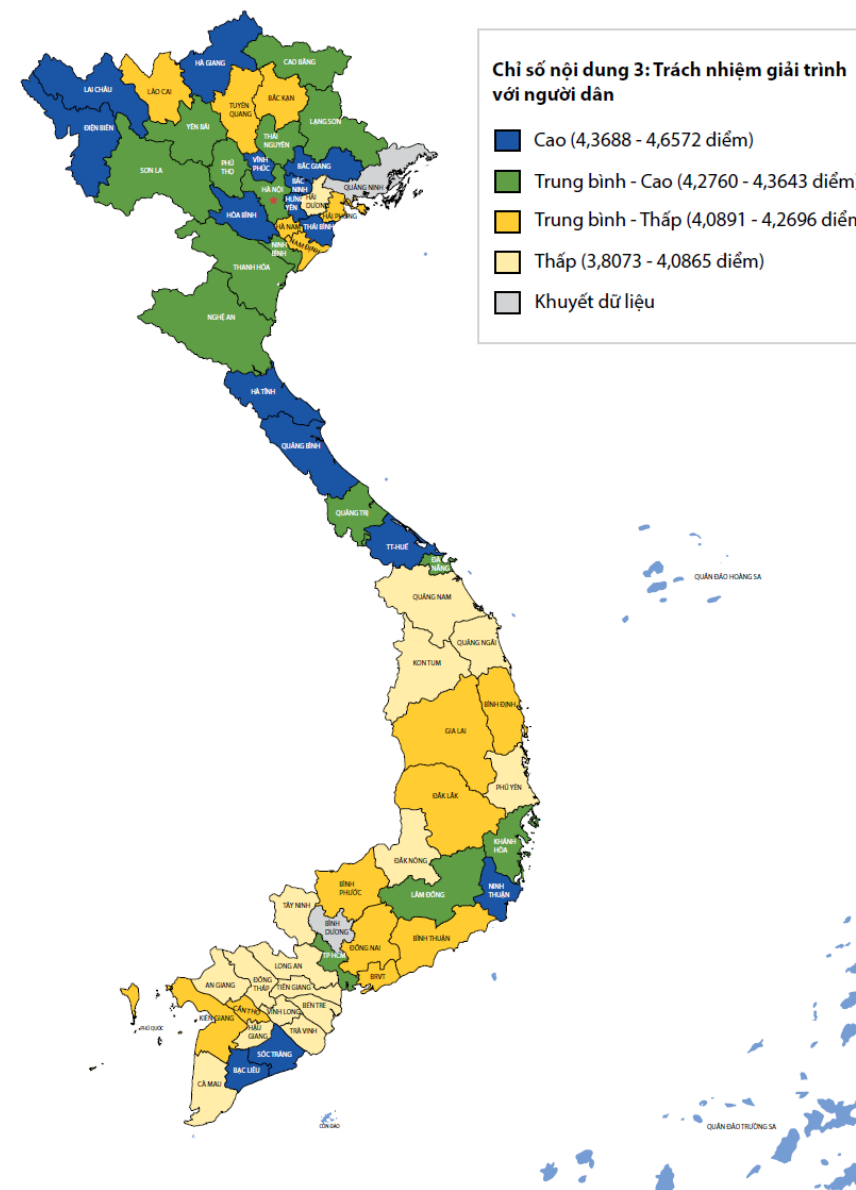 Chỉ số nội dung 3: Trách nhiệm giải trình
với người dân
Cao (4,3688 - 4,6572 điểm)
Trung bình - Cao (4,2760 - 4,3643 điểm)
Trung bình - Thấp (4,0891 - 4,2696 điểm
Thấp (3,8073 - 4,0865 điểm)
Khuyết dữ liệu
HÀ GIANG
CAO BẰNG
LAI CHÂU
LÀO CAI
TUYÊN
QUANG
BẮC KẠN
ĐIỆN BIÊN
YÊN BÁI
LẠNG SƠN
THÁI
NGUYÊN
SƠN LA
PHÚ
THỌ
VĨNH
PHÚC
BẮC GIANG
BẮC
NINH
QUẢNG NINH
HÀ NỘI
HƯNG
YÊN
HẢI
DƯƠNG
HẢI PHÒNG
HÒA BÌNH
HÀ NAM
THÁI BÌNH
NAM ĐỊNH
NINH
BÌNH
THANH HÓA
NGHỆ AN
HÀ TĨNH
QUẢNG BÌNH
QUẢNG TRỊ
TT-HUẾ
ĐÀ
NẴNG
QUẦN ĐẢO HOÀNG SA
QUẢNG NAM
QUẢNG NGÃI
KON TUM
BÌNH ĐỊNH
GIA LAI
PHÚ YÊN
ĐẮK LẮK
KHÁNH
HÒA
ĐẮK NÔNG
LÂM ĐỒNG
NINH
THUẬN
BÌNH
PHƯỚC
TÂY NINH
BÌNH
DƯƠNG
ĐỒNG NAI
BÌNH THUẬN
TP HCM
BRVT
LONG AN
AN GIANG
ĐỒNG
THÁP
TIỀN GIANG
BẾN TRE
KIÊN GIANG
CẦN THƠ
VĨNH LONG
HẬU
GIANG
TRÀ VINH
PHÚ QUỐC
SÓC TRĂNG
BẠC LIÊU
CÀ MAU
CÔN ĐẢO
QUẦN ĐẢO TRƯỜNG SA